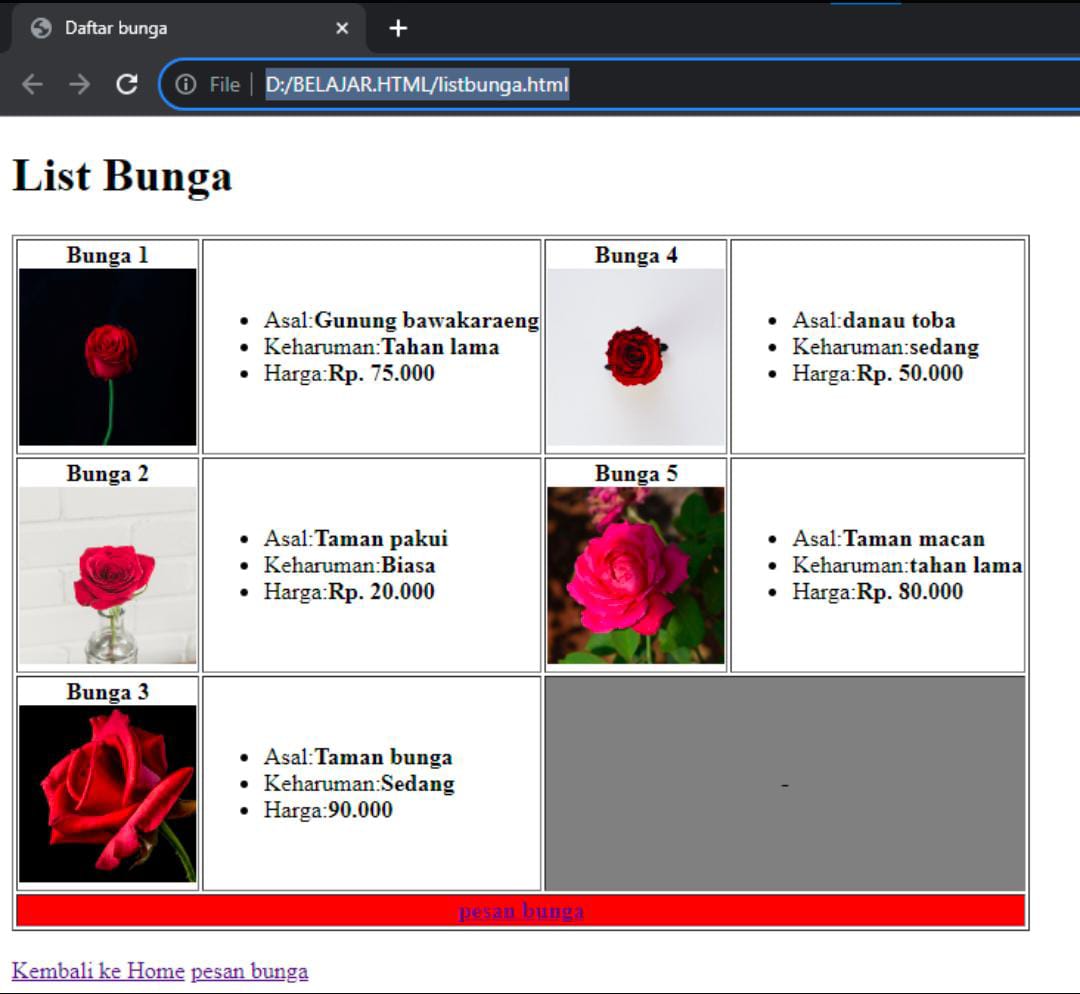 Daftar bunga
File D:/BELAJAR.HTML/listbunga.html
List Bunga
Bunga 1
Asal:Gunung bawakaraeng
Keharuman:Tahan lama
Harga:Rp. 75.000
Bunga 4
Asal:danau toba
Keharuman:sedang
Harga:Rp. 50.000
Bunga 2
Asal:Taman pakui
Keharuman:Biasa
Harga:Rp. 20.000
Bunga 5
Asal:Taman macan
Keharuman:tahan lama
Harga:Rp. 80.000
Bunga 3
Asal:Taman bunga
Keharuman:Sedang
Harga:90.000
-
pesan bunga
Kembali ke Home pesan bunga